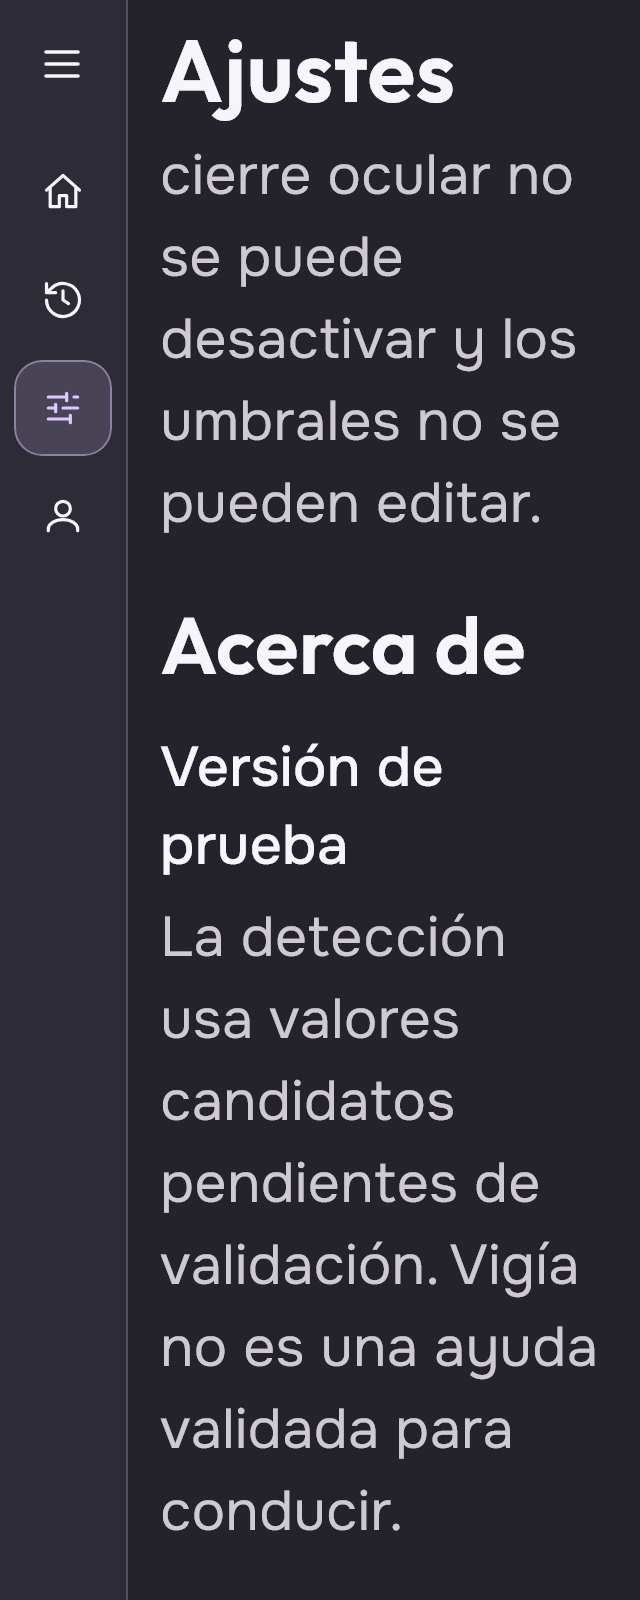 Ajustes
cierre ocular no
se puede
desactivar y los
umbrales no se
pueden editar.
Acerca de
Versión de
prueba
La detección
usa valores
candidatos
pendientes de
validación. Vigía
no es una ayuda
validada para
conducir.